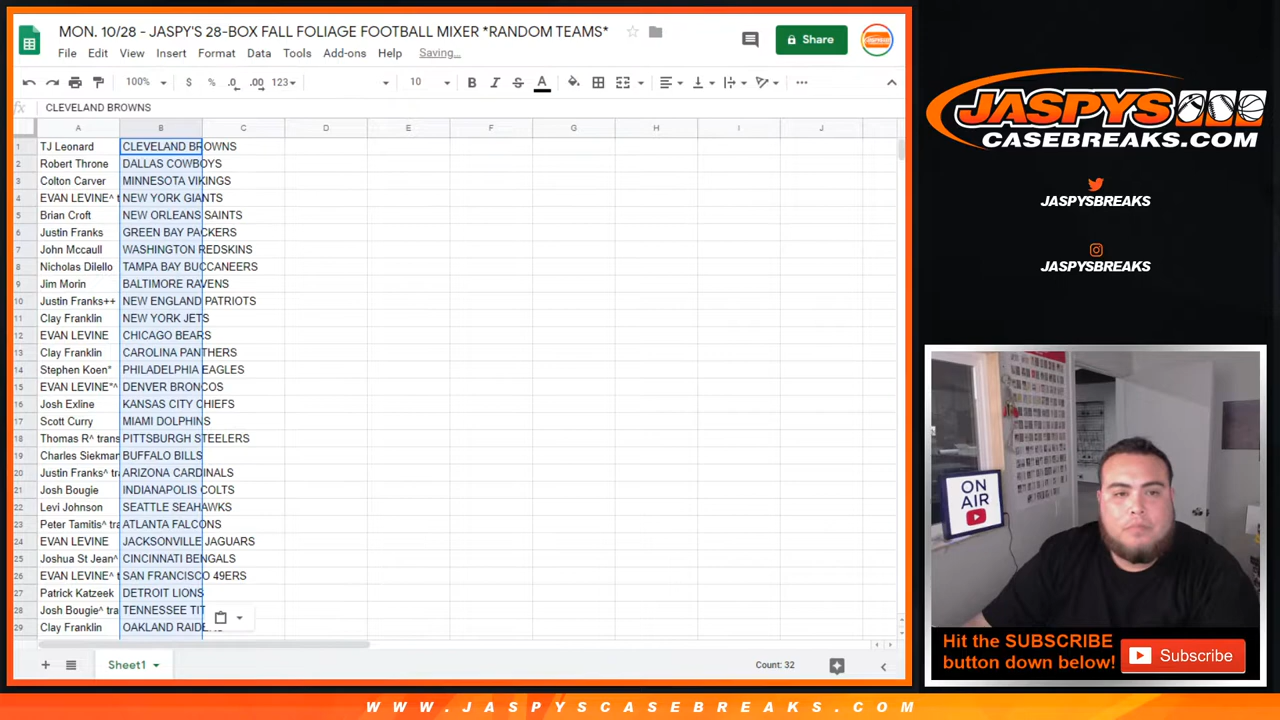 MON. 10/28 - JASPY'S 28-BOX FALL FOLIAGE FOOTBALL MIXER *RANDOM TEAMS*
File Edit View Insert Format Data Tools Add-ons Help Saving...
Share
100% $ % .0 .00 123 10 B I S A
fx CLEVELAND BROWNS
A B C D E F G H I J
1 TJ Leonard CLEVELAND BROWNS
2 Robert Throne DALLAS COWBOYS
3 Colton Carver MINNESOTA VIKINGS
4 EVAN LEVINE^ t NEW YORK GIANTS
5 Brian Croft NEW ORLEANS SAINTS
6 Justin Franks GREEN BAY PACKERS
7 John Mccaull WASHINGTON REDSKINS
8 Nicholas Dilello TAMPA BAY BUCCANEERS
9 Jim Morin BALTIMORE RAVENS
10 Justin Franks++ NEW ENGLAND PATRIOTS
11 Clay Franklin NEW YORK JETS
12 EVAN LEVINE CHICAGO BEARS
13 Clay Franklin CAROLINA PANTHERS
14 Stephen Koen* PHILADELPHIA EAGLES
15 EVAN LEVINE*^ DENVER BRONCOS
16 Josh Exline KANSAS CITY CHIEFS
17 Scott Curry MIAMI DOLPHINS
18 Thomas R^ trans PITTSBURGH STEELERS
19 Charles Siekman BUFFALO BILLS
20 Justin Franks^ tra ARIZONA CARDINALS
21 Josh Bougie INDIANAPOLIS COLTS
22 Levi Johnson SEATTLE SEAHAWKS
23 Peter Tamitis^ tra ATLANTA FALCONS
24 EVAN LEVINE JACKSONVILLE JAGUARS
25 Joshua St Jean^ CINCINNATI BENGALS
26 EVAN LEVINE^ t SAN FRANCISCO 49ERS
27 Patrick Katzeek DETROIT LIONS
28 Josh Bougie^ tra TENNESSEE TIT
29 Clay Franklin OAKLAND
Sheet1
Count: 32
JASPYS
CASEBREAKS.COM
JASPYSBREAKS
JASPYSBREAKS
ON
AIR
Hit the SUBSCRIBE
button down below!
Subscribe
WWW.JASPYSCASEBREAKS.COM